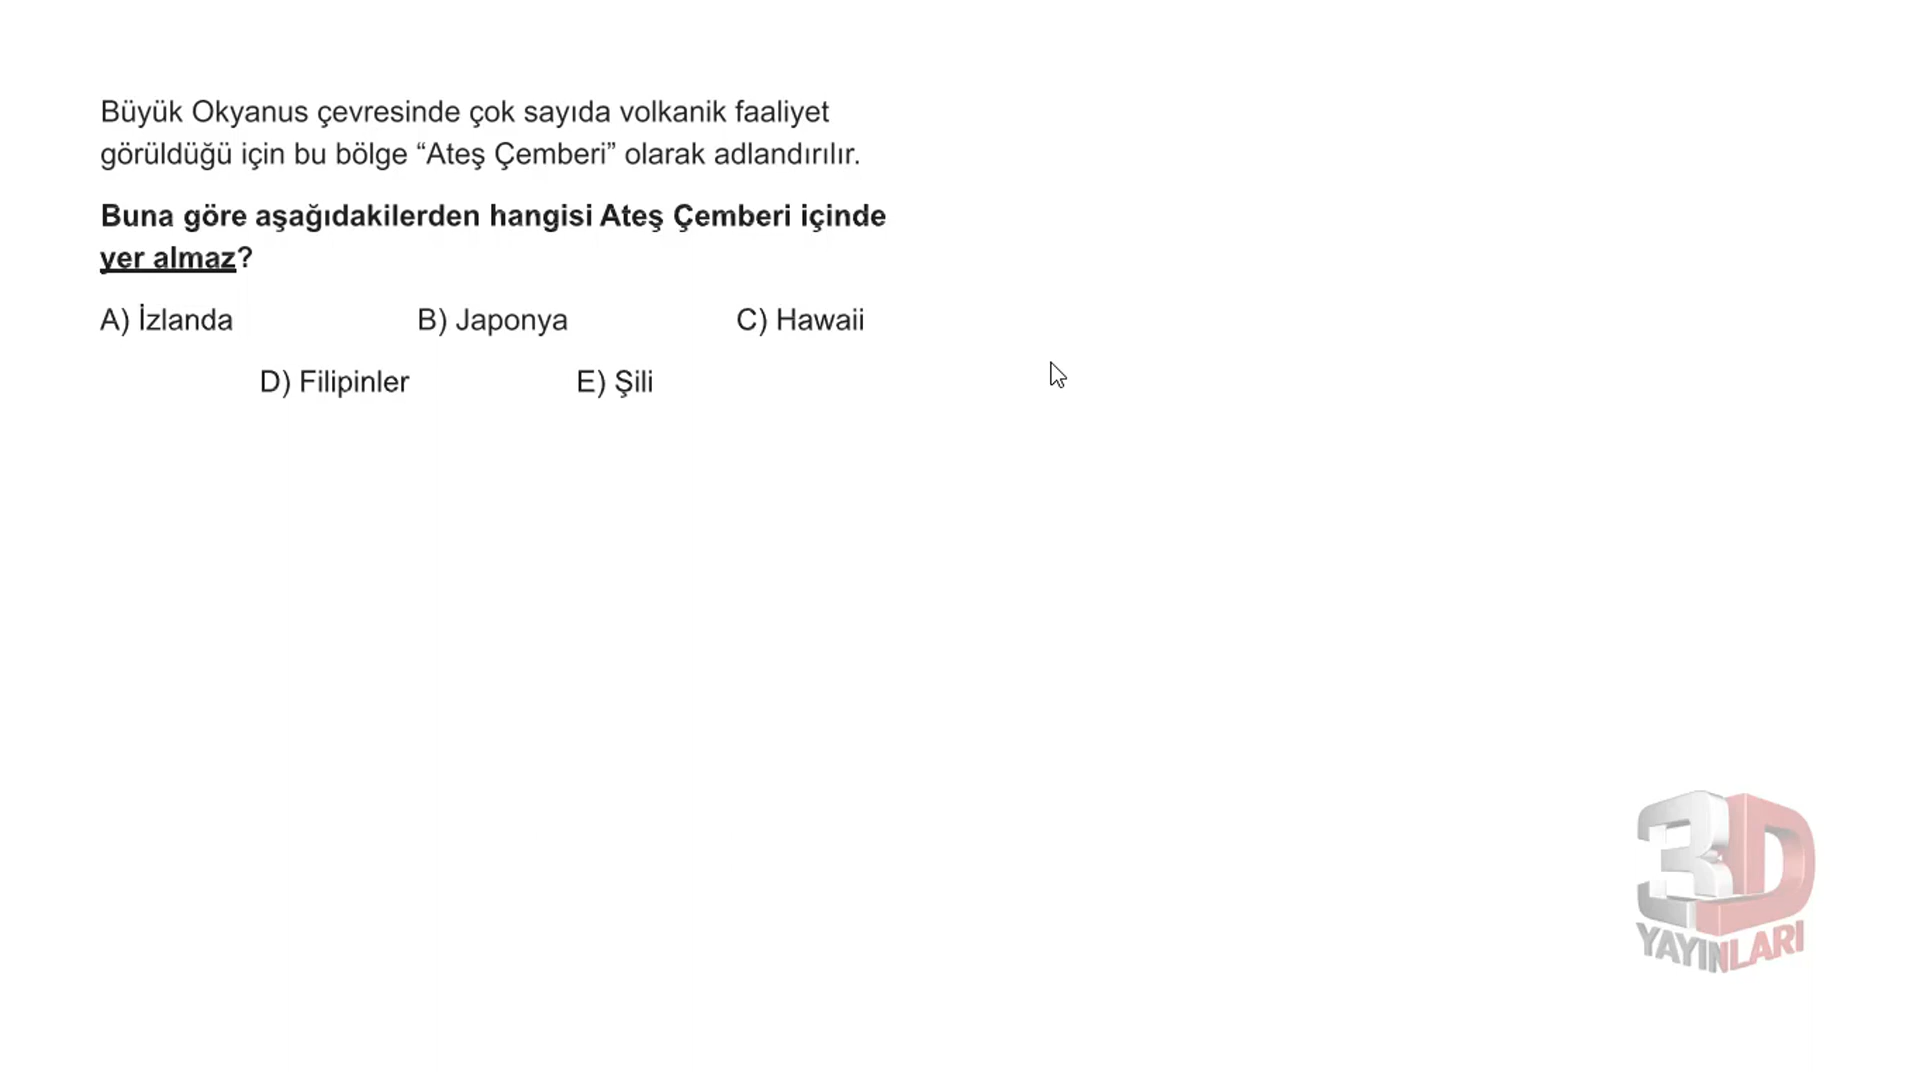 Büyük Okyanus çevresinde çok sayıda volkanik faaliyet
görüldüğü için bu bölge “Ateş Çemberi” olarak adlandırılır.
Buna göre aşağıdakilerden hangisi Ateş Çemberi içinde
yer almaz?
A) İzlanda B) Japonya C) Hawaii
D) Filipinler E) Şili
3D
YAYINLARI